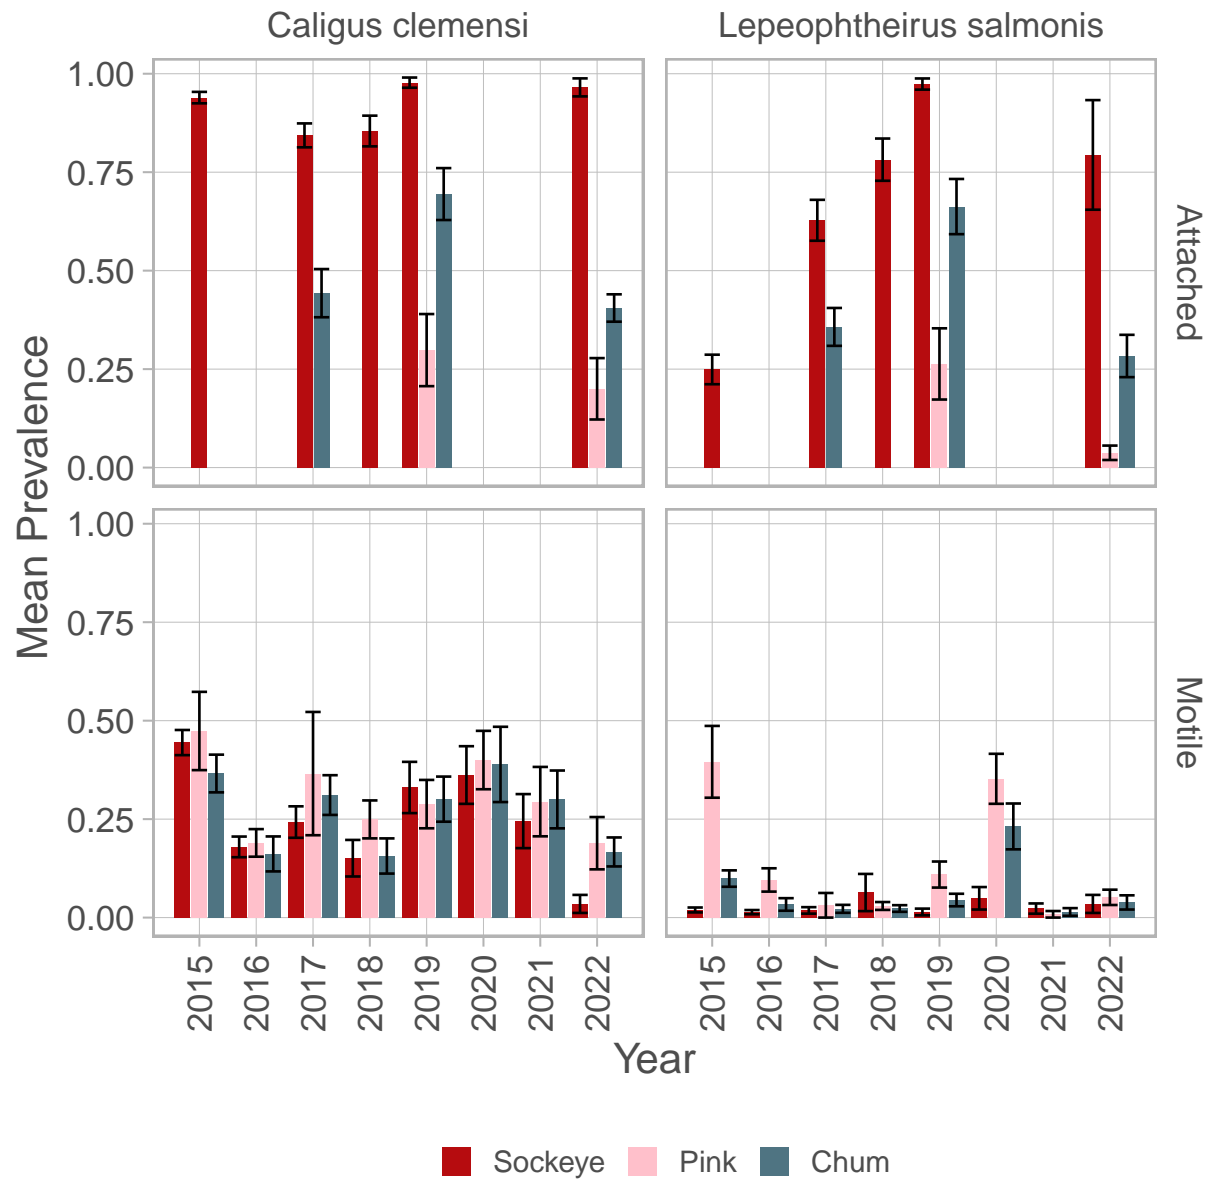 Caligus clemensi
Lepeophtheirus salmonis
1.00
0.75
0.50
0.25
0.00
Attached
Mean Prevalence
1.00
0.75
0.50
0.25
0.00
Motile
2015 2016 2017 2018 2019 2020 2021 2022
2015 2016 2017 2018 2019 2020 2021 2022
Year
Sockeye Pink Chum